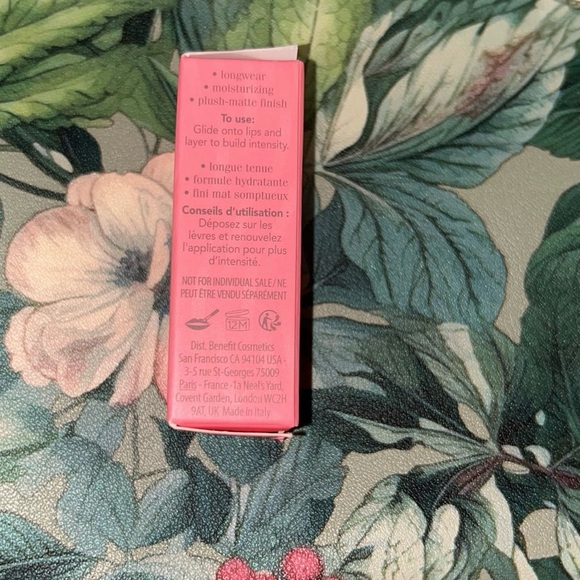 • longwear
• moisturizing
• plush-matte finish
To use:
Glide onto lips and
layer to build intensity.
• longue tenue
• formule hydratante
• fini mat somptueux
Conseils d'utilisation :
Déposez sur les
lèvres et renouvelez
l'application pour plus
d'intensité.
NOT FOR INDIVIDUAL SALE/NE
PEUT ÊTRE VENDU SÉPARÉMENT
12M
Dist. Benefit Cosmetics
San Francisco CA 94104 USA ·
3-5 rue St-Georges 75009
Paris - France · 1a Neal's Yard,
Covent Garden, London WC2H
9AT, UK Made in Italy